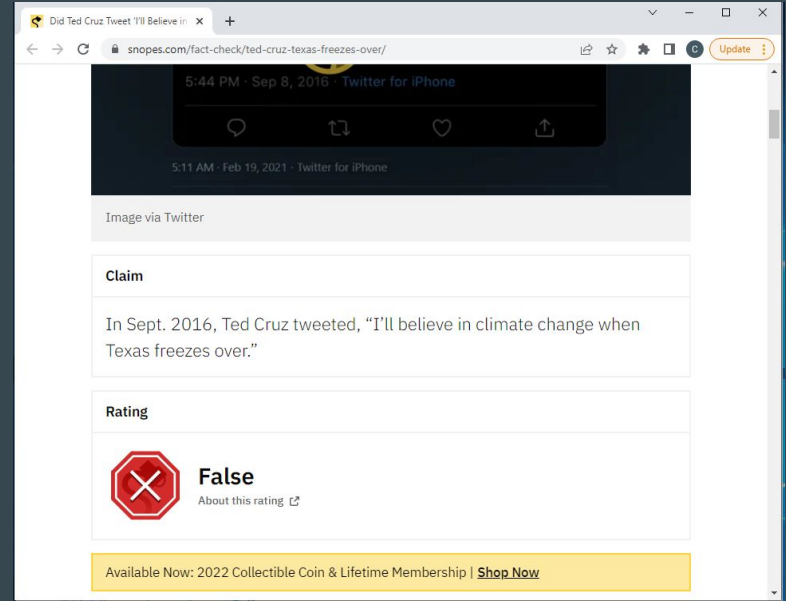 Did Ted Cruz Tweet 'I'll Believe in
snopes.com/fact-check/ted-cruz-texas-freezes-over/
C
Update
5:44 PM · Sep 8, 2016 · Twitter for iPhone
5:11 AM · Feb 19, 2021 · Twitter for iPhone
Image via Twitter
Claim
In Sept. 2016, Ted Cruz tweeted, “I’ll believe in climate change when
Texas freezes over.”
Rating
False
About this rating
Available Now: 2022 Collectible Coin & Lifetime Membership | Shop Now